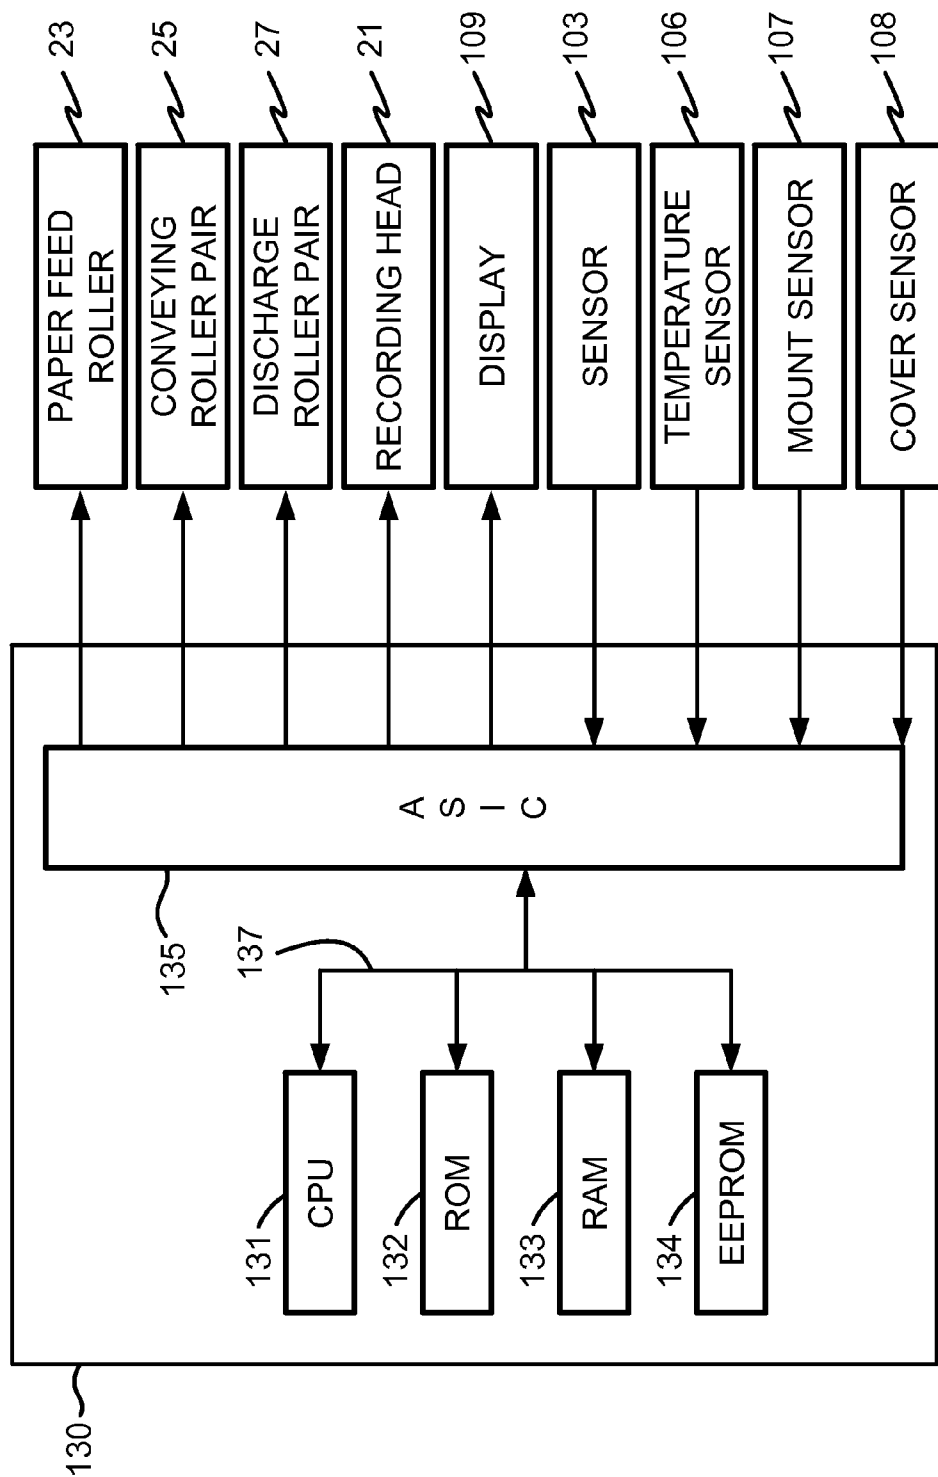 130
131
CPU
132
ROM
133
RAM
134
EEPROM
137
135
ASIC
PAPER FEED
ROLLER
23
CONVEYING
ROLLER PAIR
25
DISCHARGE
ROLLER PAIR
27
RECORDING HEAD
21
DISPLAY
109
SENSOR
103
TEMPERATURE
SENSOR
106
MOUNT SENSOR
107
COVER SENSOR
108